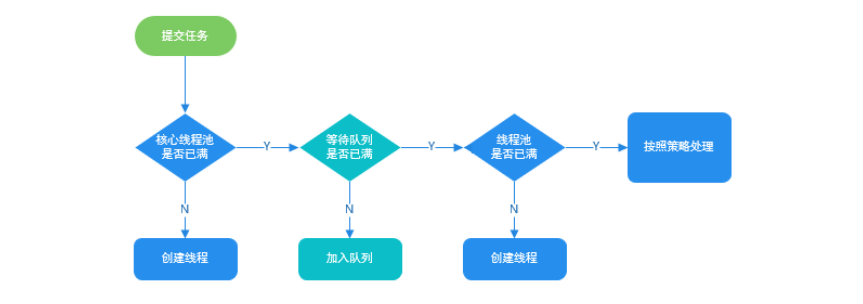 提交任务
核心线程池
是否已满
Y
等待队列
是否已满
Y
线程池
是否已满
Y
按照策略处理
N
N
N
创建线程
加入队列
创建线程